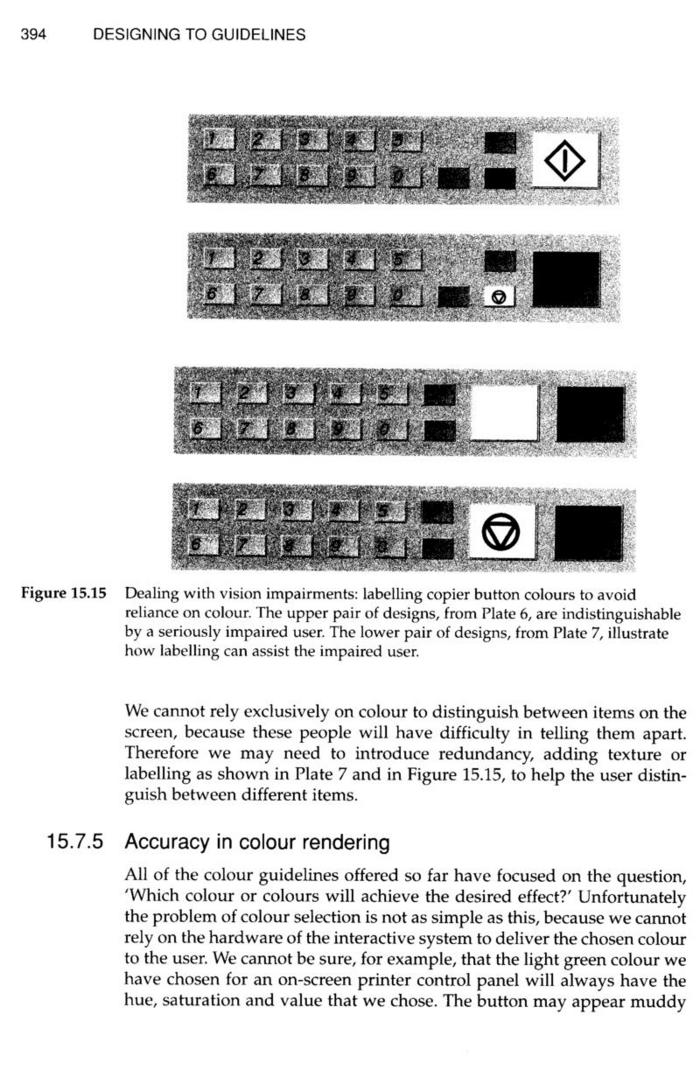 394 DESIGNING TO GUIDELINES
1 2 3 4 5
6 7 8 9 0
1 2 3 4 5
6 7 8 9 0
1 2 3 4 5
6 7 8 9 0
1 2 3 4 5
6 7 8 9 0
Figure 15.15 Dealing with vision impairments: labelling copier button colours to avoid
reliance on colour. The upper pair of designs, from Plate 6, are indistinguishable
by a seriously impaired user. The lower pair of designs, from Plate 7, illustrate
how labelling can assist the impaired user.
We cannot rely exclusively on colour to distinguish between items on the
screen, because these people will have difficulty in telling them apart.
Therefore we may need to introduce redundancy, adding texture or
labelling as shown in Plate 7 and in Figure 15.15, to help the user distin-
guish between different items.
15.7.5 Accuracy in colour rendering
All of the colour guidelines offered so far have focused on the question,
'Which colour or colours will achieve the desired effect?' Unfortunately
the problem of colour selection is not as simple as this, because we cannot
rely on the hardware of the interactive system to deliver the chosen colour
to the user. We cannot be sure, for example, that the light green colour we
have chosen for an on-screen printer control panel will always have the
hue, saturation and value that we chose. The button may appear muddy